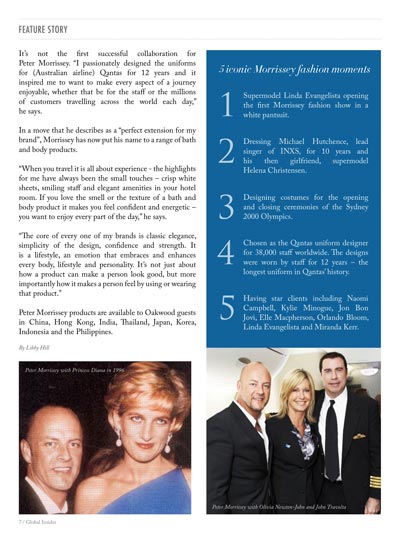 FEATURE STORY
It's not the first successful collaboration for
Peter Morrissey. "I passionately designed the uniforms
for (Australian airline) Qantas for 12 years and it
inspired me to want to make every aspect of a journey
enjoyable, whether that be for the staff or the millions
of customers travelling across the world each day,"
he says.
In a move that he describes as a "perfect extension for my
brand", Morrissey has now put his name to a range of bath
and body products.
"When you travel it is all about experience - the highlights
for me have always been the small touches – crisp white
sheets, smiling staff and elegant amenities in your hotel
room. If you love the smell or the texture of a bath and
body product it makes you feel confident and energetic –
you want to enjoy every part of the day," he says.
"The core of every one of my brands is classic elegance,
simplicity of the design, confidence and strength. It
is a lifestyle, an emotion that embraces and enhances
every body, lifestyle and personality. It's not just about
how a product can make a person look good, but more
importantly how it makes a person feel by using or wearing
that product."
Peter Morrissey products are available to Oakwood guests
in China, Hong Kong, India, Thailand, Japan, Korea,
Indonesia and the Philippines.
By Libby Hill
Peter Morrissey with Princess Diana in 1996
7 / Global Insider
5 iconic Morrissey fashion moments
1
Supermodel Linda Evangelista opening
the first Morrissey fashion show in a
white pantsuit.
2
Dressing Michael Hutchence, lead
singer of INXS, for 10 years and
his then girlfriend, supermodel
Helena Christensen.
3
Designing costumes for the opening
and closing ceremonies of the Sydney
2000 Olympics.
4
Chosen as the Qantas uniform designer
for 38,000 staff worldwide. The designs
were worn by staff for 12 years – the
longest uniform in Qantas' history.
5
Having star clients including Naomi
Campbell, Kylie Minogue, Jon Bon
Jovi, Elle Macpherson, Orlando Bloom,
Linda Evangelista and Miranda Kerr.
Peter Morrissey with Olivia Newton-John and John Travolta